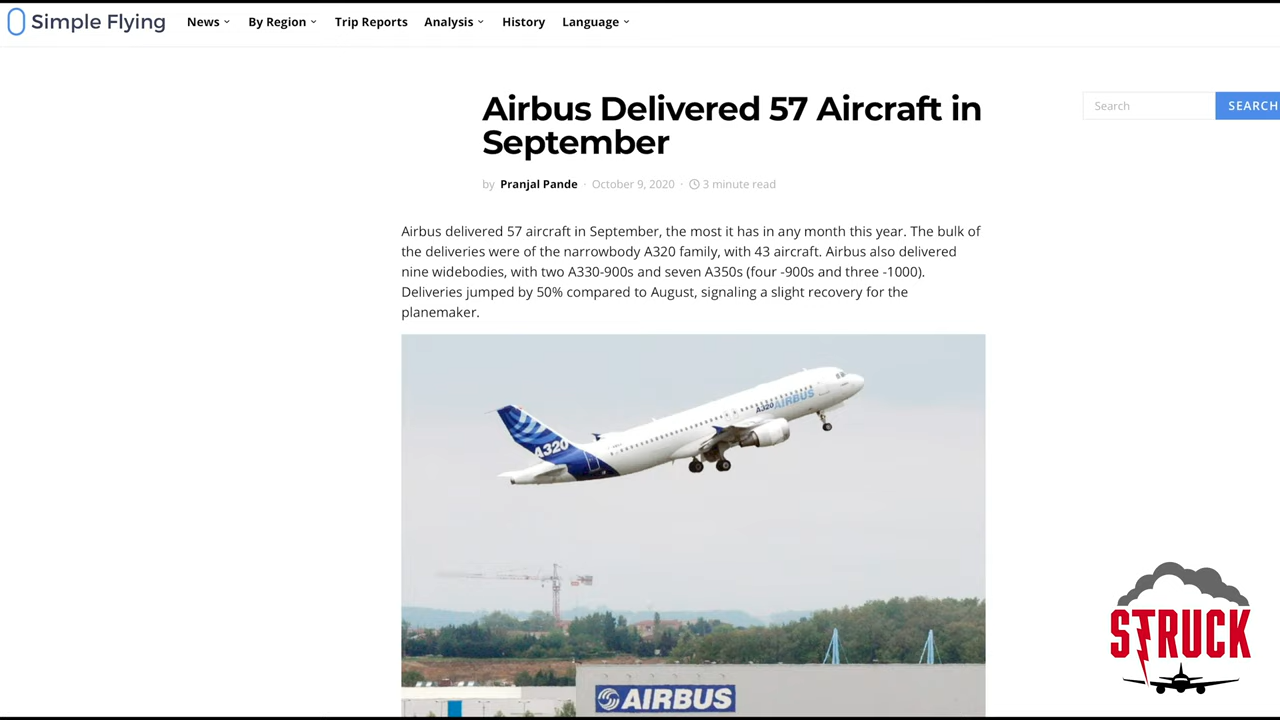 Simple Flying News By Region Trip Reports Analysis History Language
Airbus Delivered 57 Aircraft in
September
Search SEARCH
by Pranjal Pande · October 9, 2020 · 3 minute read
Airbus delivered 57 aircraft in September, the most it has in any month this year. The bulk of
the deliveries were of the narrowbody A320 family, with 43 aircraft. Airbus also delivered
nine widebodies, with two A330-900s and seven A350s (four -900s and three -1000).
Deliveries jumped by 50% compared to August, signaling a slight recovery for the
planemaker.
A320 AIRBUS
A320
AIRBUS
STRUCK